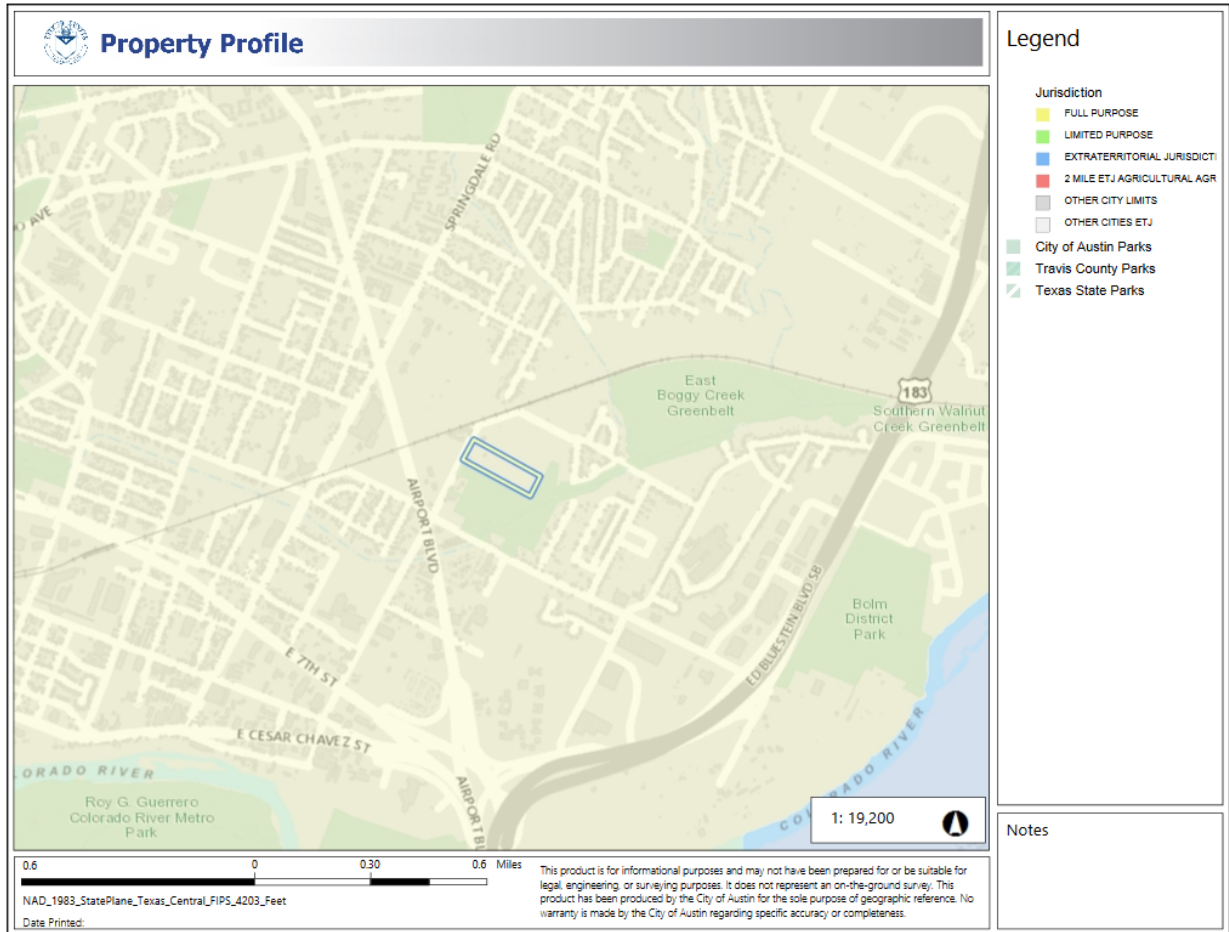 Property Profile
SPRINGDALE RD
AVE
East
Boggy Creek
Greenbelt
183
Southern Walnut
Creek Greenbelt
AIRPORT BLVD
ED BLUESTEIN BLVD SB
Bolm
District
Park
E 7TH ST
E CESAR CHAVEZ ST
ORADO RIVER
Roy G. Guerrero
Colorado River Metro
Park
AIRPORT BL
COLORADO RIVER
1: 19,200
0.6
0
0.30
0.6 Miles
NAD_1983_StatePlane_Texas_Central_FIPS_4203_Feet
Date Printed:
This product is for informational purposes and may not have been prepared for or be suitable for
legal, engineering, or surveying purposes. It does not represent an on-the-ground survey. This
product has been produced by the City of Austin for the sole purpose of geographic reference. No
warranty is made by the City of Austin regarding specific accuracy or completeness.
Legend
Jurisdiction
FULL PURPOSE
LIMITED PURPOSE
EXTRATERRITORIAL JURISDICTI
2 MILE ETJ AGRICULTURAL AGR
OTHER CITY LIMITS
OTHER CITIES ETJ
City of Austin Parks
Travis County Parks
Texas State Parks
Notes